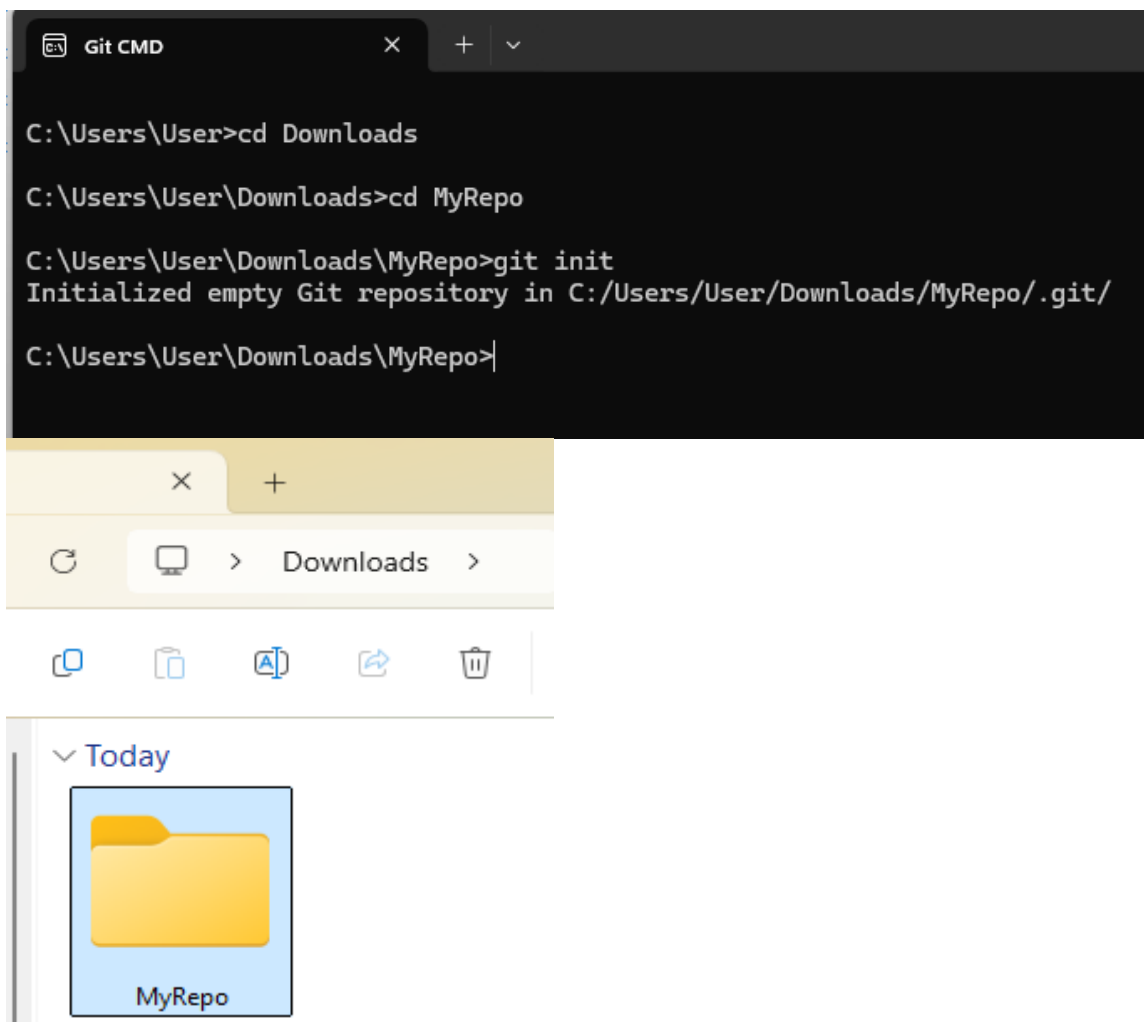 Git CMD
C:\Users\User>cd Downloads
C:\Users\User\Downloads>cd MyRepo
C:\Users\User\Downloads\MyRepo>git init
Initialized empty Git repository in C:/Users/User/Downloads/MyRepo/.git/
C:\Users\User\Downloads\MyRepo>
Downloads
Today
MyRepo